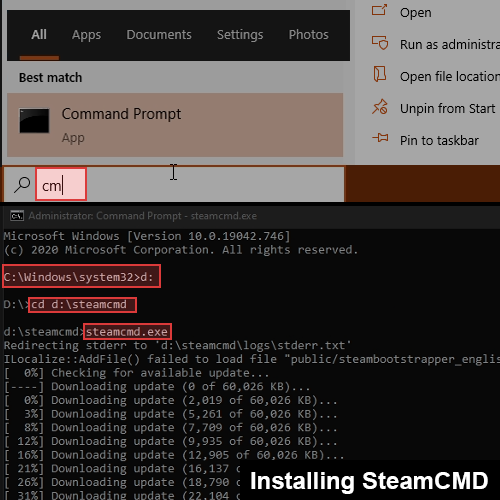 All Apps Documents Settings Photos
Best match
Command Prompt
App
cm
Open
Run as administra
Open file location
Unpin from Start
Pin to taskbar
Administrator: Command Prompt - steamcmd.exe
Microsoft Windows [Version 10.0.19042.746]
(c) 2020 Microsoft Corporation. All rights reserved.
C:\Windows\system32>d:
D:\>cd d:\steamcmd
d:\steamcmd>steamcmd.exe
Redirecting stderr to 'd:\steamcmd\logs\stderr.txt'
ILocalize::AddFile() failed to load file "public/steambootstrapper_englis
[  0%] Checking for available update...
[----] Downloading update (0 of 60,026 KB)...
[  0%] Downloading update (2,019 of 60,026 KB)...
[  3%] Downloading update (5,261 of 60,026 KB)...
[  8%] Downloading update (7,709 of 60,026 KB)...
[ 12%] Downloading update (9,935 of 60,026 KB)...
[ 16%] Downloading update (12,905 of 60,026 KB)...
[ 21%] Downloading update (16,137 o
[ 26%] Downloading update (18,790 o
[ 31%] Downloading update (22,104 o
Installing SteamCMD